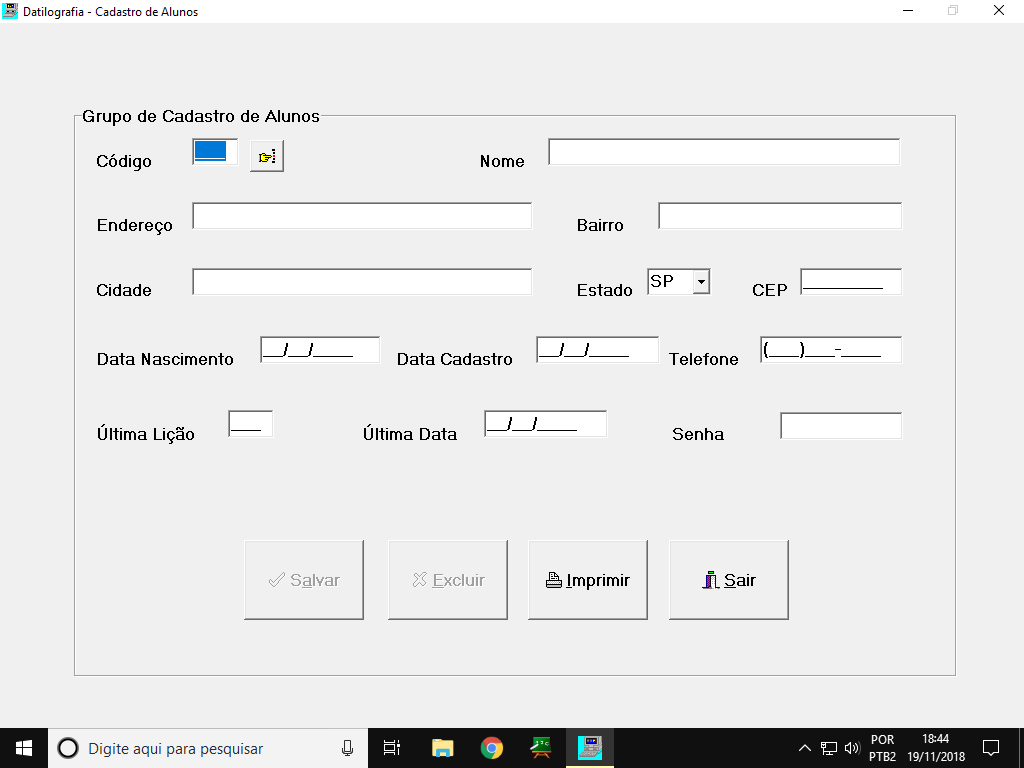 Datilografia - Cadastro de Alunos
Grupo de Cadastro de Alunos
Código
Nome
Endereço
Bairro
Cidade
Estado SP
CEP _________
Data Nascimento __/__/____
Data Cadastro __/__/____
Telefone (___)___-____
Última Lição ___
Última Data __/__/____
Senha
Salvar
Excluir
Imprimir
Sair
Digite aqui para pesquisar
POR
PTB2
18:44
19/11/2018